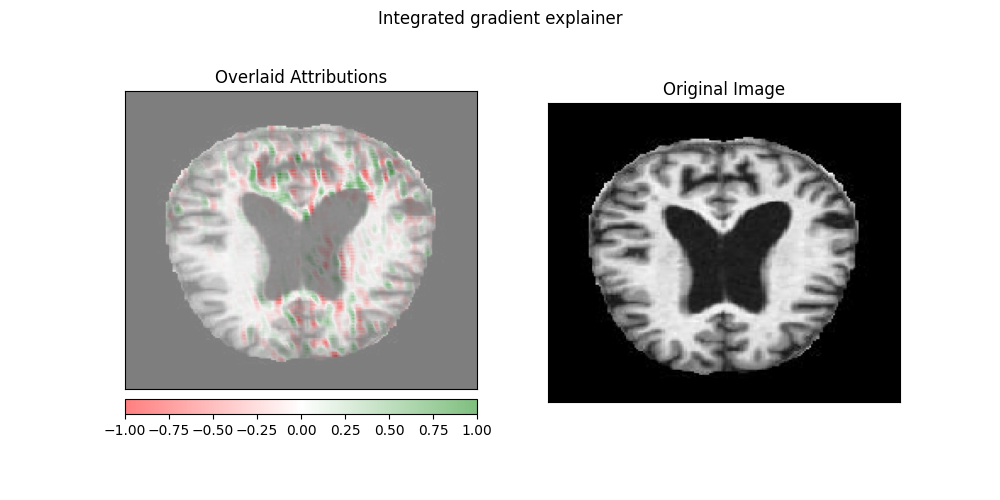 Integrated gradient explainer
Overlaid Attributions
Original Image
−1.00 −0.75 −0.50 −0.25 0.00 0.25 0.50 0.75 1.00